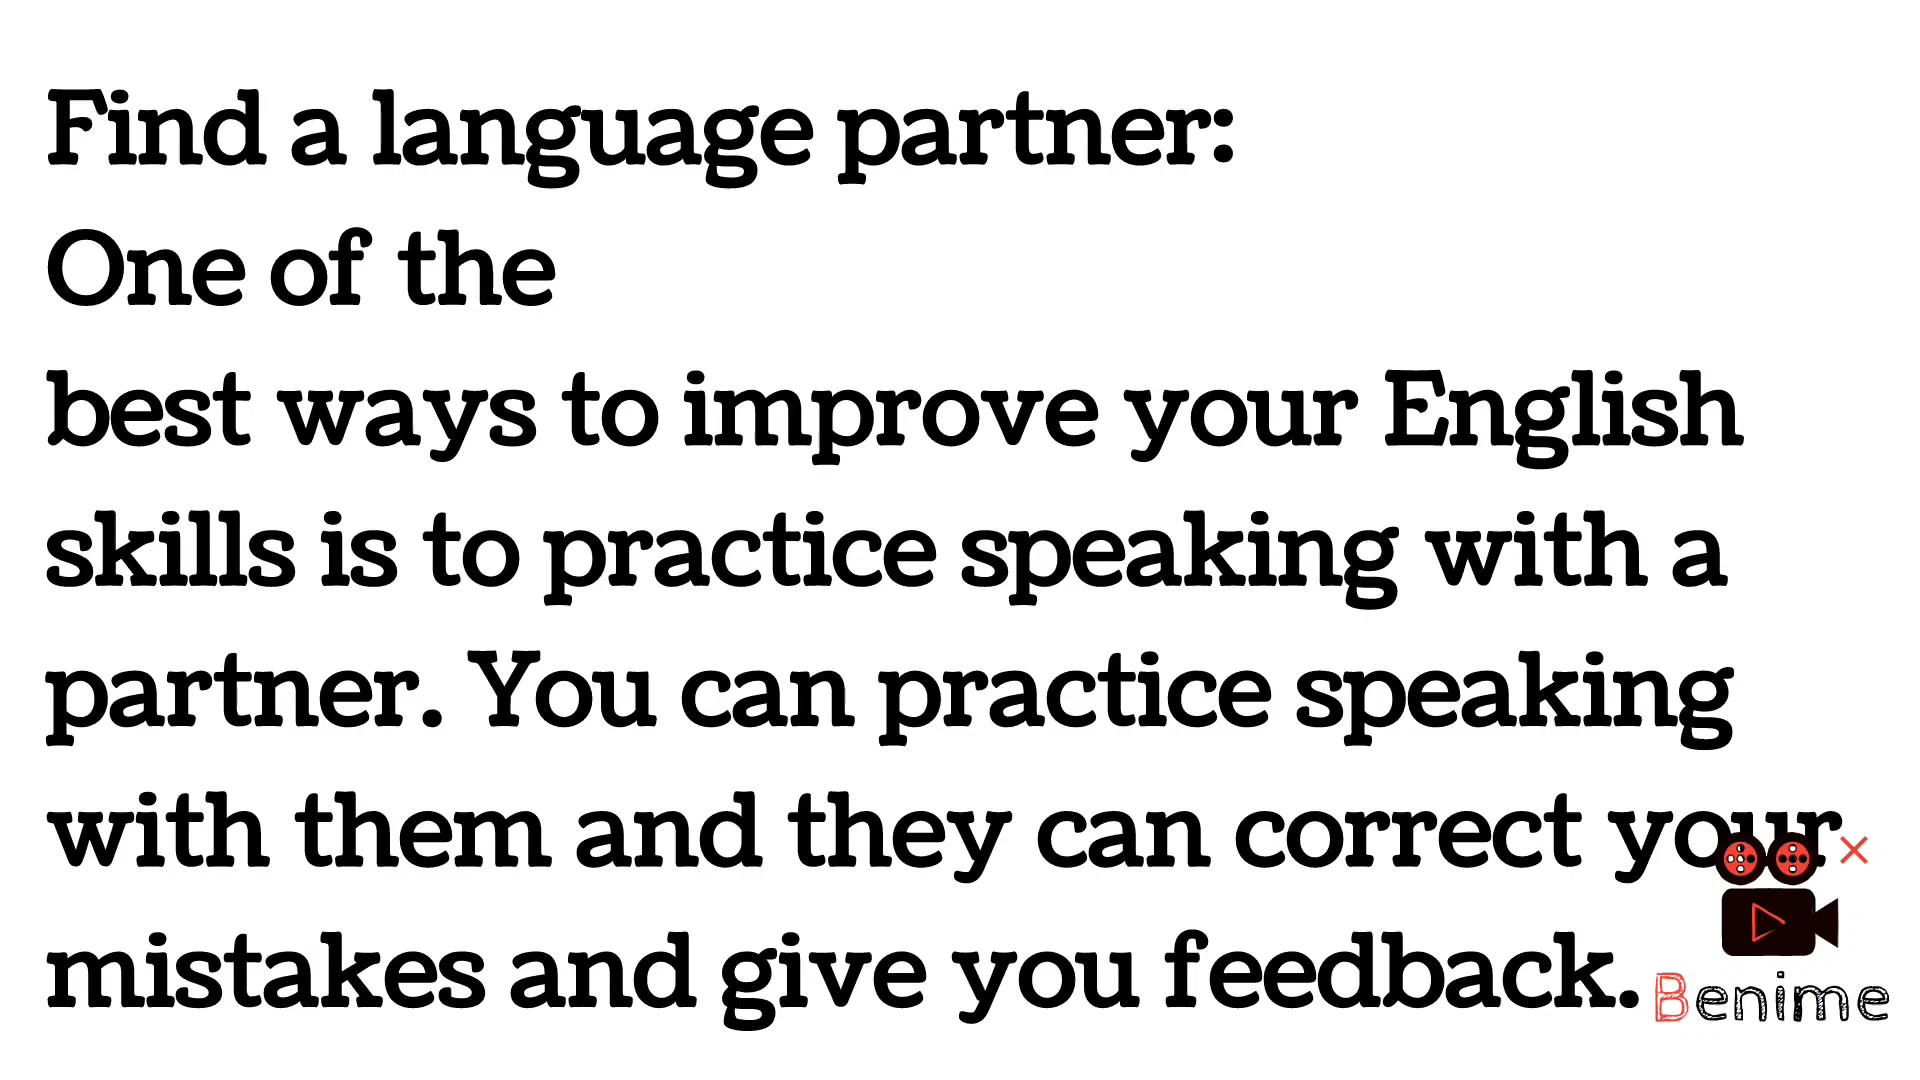 Find a language partner:
One of the
best ways to improve your English
skills is to practice speaking with a
partner. You can practice speaking
with them and they can correct your
mistakes and give you feedback.
Benime